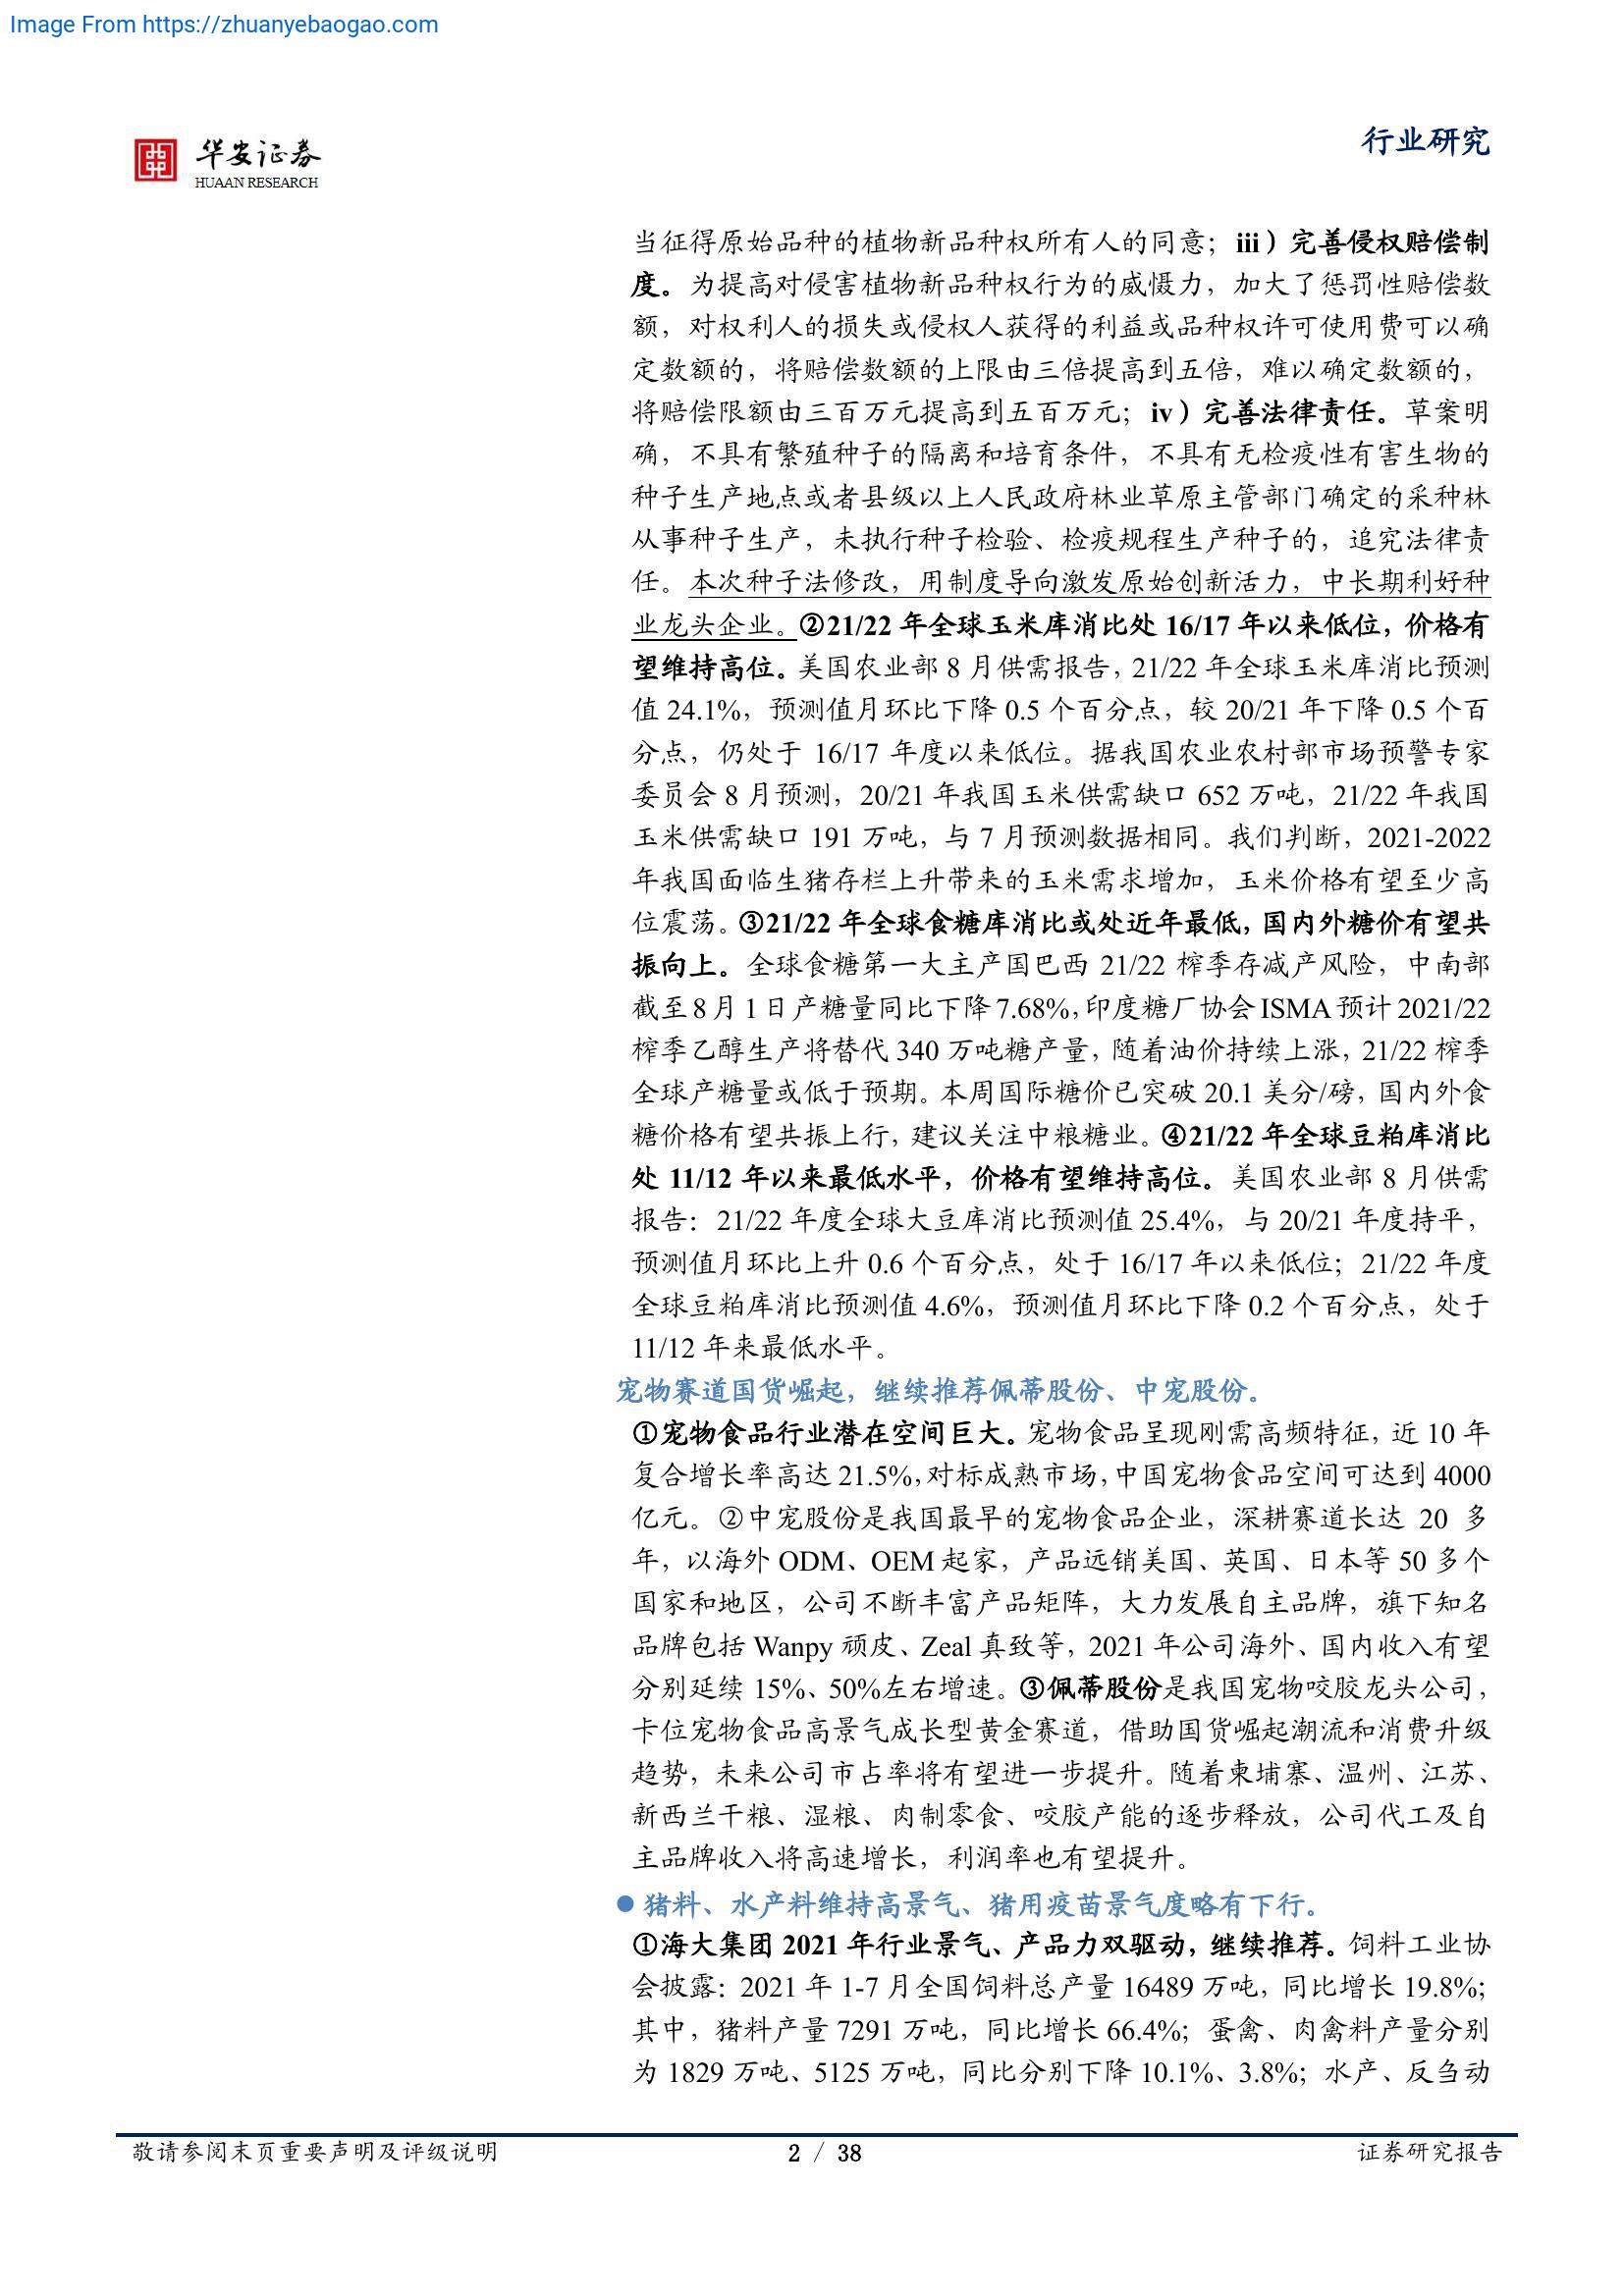 Image From https://zhuanyebaogao.com
华安证券
HUAAN RESEARCH
行业研究
当征得原始品种的植物新品种权所有人的同意；iii）完善侵权赔偿制
度。为提高对侵害植物新品种权行为的威慑力，加大了惩罚性赔偿数
额，对权利人的损失或侵权人获得的利益或品种权许可使用费可以确
定数额的，将赔偿数额的上限由三倍提高到五倍，难以确定数额的，
将赔偿限额由三百万元提高到五百万元；iv）完善法律责任。草案明
确，不具有繁殖种子的隔离和培育条件，不具有无检疫性有害生物的
种子生产地点或者县级以上人民政府林业草原主管部门确定的采种林
从事种子生产，未执行种子检验、检疫规程生产种子的，追究法律责
任。本次种子法修改，用制度导向激发原始创新活力，中长期利好种
业龙头企业。②21/22 年全球玉米库消比处 16/17 年以来低位，价格有
望维持高位。美国农业部 8 月供需报告，21/22 年全球玉米库消比预测
值 24.1%，预测值月环比下降 0.5 个百分点，较 20/21 年下降 0.5 个百
分点，仍处于 16/17 年度以来低位。据我国农业农村部市场预警专家
委员会 8 月预测，20/21 年我国玉米供需缺口 652 万吨，21/22 年我国
玉米供需缺口 191 万吨，与 7 月预测数据相同。我们判断，2021-2022
年我国面临生猪存栏上升带来的玉米需求增加，玉米价格有望至少高
位震荡。③21/22 年全球食糖库消比或处近年最低，国内外糖价有望共
振向上。全球食糖第一大主产国巴西 21/22 榨季存减产风险，中南部
截至 8 月 1 日产糖量同比下降 7.68%，印度糖厂协会 ISMA 预计 2021/22
榨季乙醇生产将替代 340 万吨糖产量，随着油价持续上涨，21/22 榨季
全球产糖量或低于预期。本周国际糖价已突破 20.1 美分/磅，国内外食
糖价格有望共振上行，建议关注中粮糖业。④21/22 年全球豆粕库消比
处 11/12 年以来最低水平，价格有望维持高位。美国农业部 8 月供需
报告：21/22 年度全球大豆库消比预测值 25.4%，与 20/21 年度持平，
预测值月环比上升 0.6 个百分点，处于 16/17 年以来低位；21/22 年度
全球豆粕库消比预测值 4.6%，预测值月环比下降 0.2 个百分点，处于
11/12 年来最低水平。
宠物赛道国货崛起，继续推荐佩蒂股份、中宠股份。
①宠物食品行业潜在空间巨大。宠物食品呈现刚需高频特征，近 10 年
复合增长率高达 21.5%，对标成熟市场，中国宠物食品空间可达到 4000
亿元。②中宠股份是我国最早的宠物食品企业，深耕赛道长达 20 多
年，以海外 ODM、OEM 起家，产品远销美国、英国、日本等 50 多个
国家和地区，公司不断丰富产品矩阵，大力发展自主品牌，旗下知名
品牌包括 Wanpy 顽皮、Zeal 真致等，2021 年公司海外、国内收入有望
分别延续 15%、50%左右增速。③佩蒂股份是我国宠物咬胶龙头公司，
卡位宠物食品高景气成长型黄金赛道，借助国货崛起潮流和消费升级
趋势，未来公司市占率将有望进一步提升。随着柬埔寨、温州、江苏、
新西兰干粮、湿粮、肉制零食、咬胶产能的逐步释放，公司代工及自
主品牌收入将高速增长，利润率也有望提升。
● 猪料、水产料维持高景气、猪用疫苗景气度略有下行。
①海大集团 2021 年行业景气、产品力双驱动，继续推荐。饲料工业协
会披露：2021 年 1-7 月全国饲料总产量 16489 万吨，同比增长 19.8%；
其中，猪料产量 7291 万吨，同比增长 66.4%；蛋禽、肉禽料产量分别
为 1829 万吨、5125 万吨，同比分别下降 10.1%、3.8%；水产、反刍动
敬请参阅末页重要声明及评级说明
2 / 38
证券研究报告